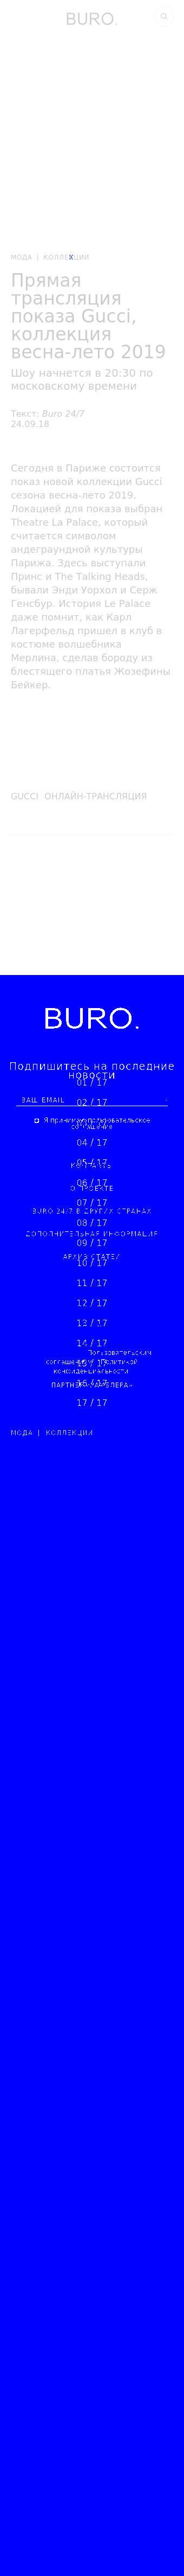 BURO.
МОДА | КОЛЛЕКЦИИ
Прямая
трансляция
показа Gucci,
коллекция
весна-лето 2019
Шоу начнется в 20:30 по
московскому времени
Текст: Buro 24/7
24.09.18
Сегодня в Париже состоится
показ новой коллекции Gucci
сезона весна-лето 2019.
Локацией для показа выбран
Theatre La Palace, который
считается символом
андеграундной культуры
Парижа. Здесь выступали
Принс и The Talking Heads,
бывали Энди Уорхол и Серж
Генсбур. История Le Palace
даже помнит, как Карл
Лагерфельд пришел в клуб в
костюме волшебника
Мерлина, сделав бороду из
блестящего платья Жозефины
Бейкер.
GUCCI ОНЛАЙН-ТРАНСЛЯЦИЯ
BURO.
Подпишитесь на последние
новости
01 / 17
ВАШ EMAIL
02 / 17
Я принимаю пользовательское
соглашение
04 / 17
05 / 17
КОНТАКТЫ
06 / 17
О ПРОЕКТЕ
07 / 17
BURO 24/7 В ДРУГИХ СТРАНАХ
08 / 17
ДОПОЛНИТЕЛЬНАЯ ИНФОРМАЦИЯ
09 / 17
АРХИВ СТАТЕЙ
10 / 17
11 / 17
12 / 17
13 / 17
14 / 17
Пользовательским
соглашением
15 / 17
Политикой
конфиденциальности
16 / 17
17 / 17
МОДА | КОЛЛЕКЦИИ